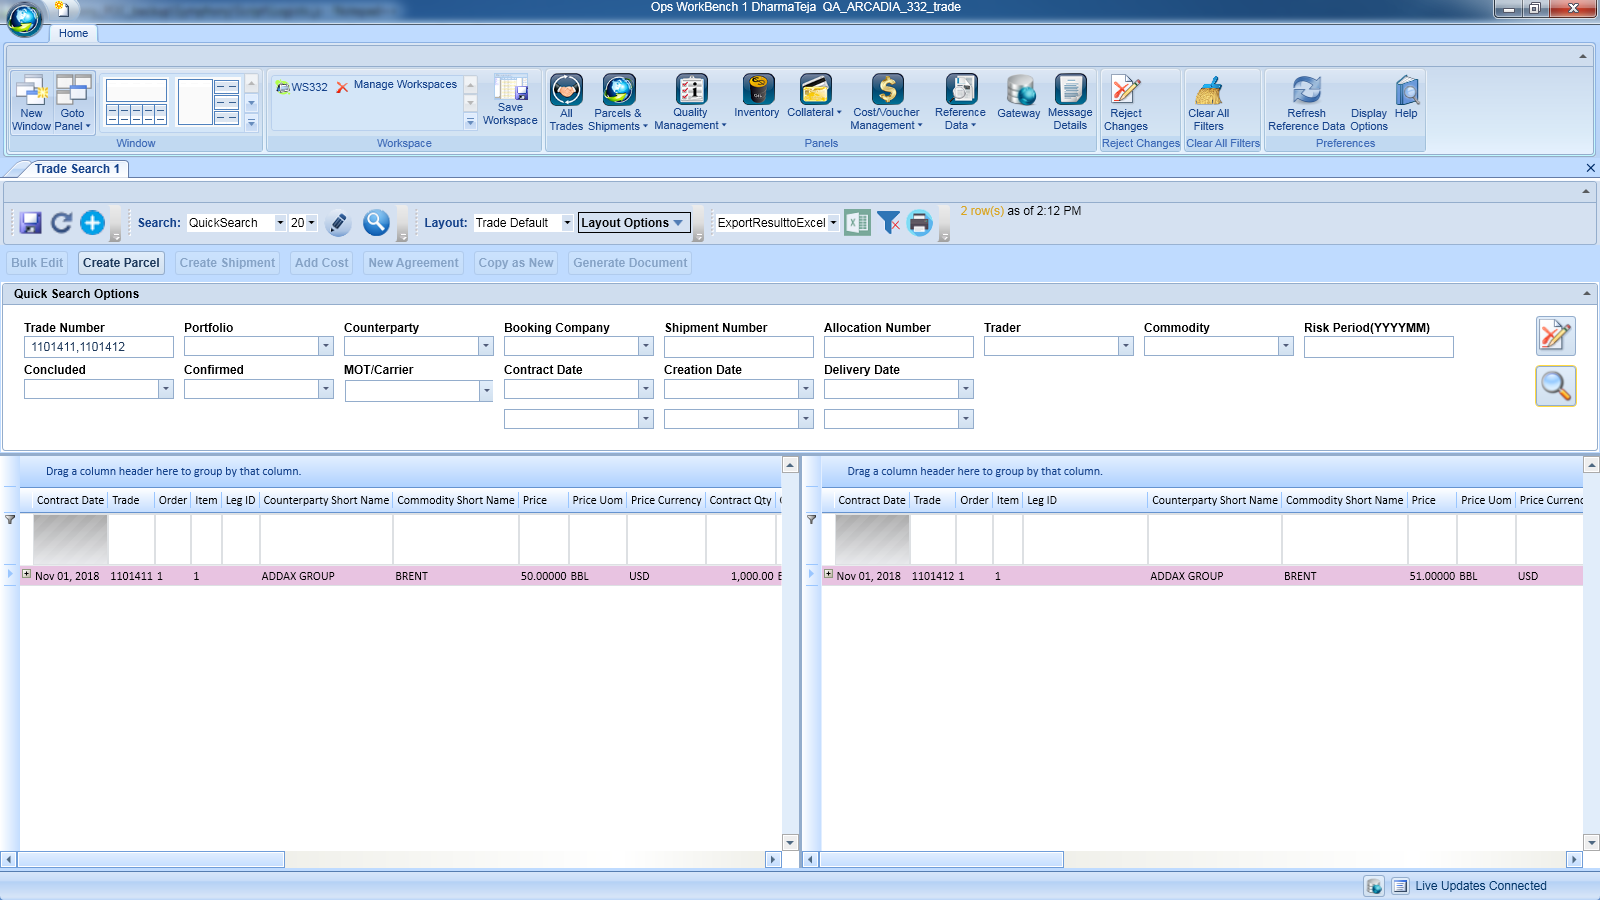 Ops WorkBench 1 DharmaTeja QA_ARCADIA_332_trade
Home
New Window
Goto Panel
Window
WS332
Manage Workspaces
Save Workspace
Workspace
All Trades
Parcels & Shipments
Quality Management
Inventory
Collateral
Cost/Voucher Management
Reference Data
Gateway
Message Details
Panels
Reject Changes
Reject Changes
Clear All Filters
Clear All Filters
Refresh Reference Data
Display Options
Help
Preferences
Trade Search 1
Search: QuickSearch 20
Layout: Trade Default Layout Options
ExportResulttoExcel
2 row(s) as of 2:12 PM
Bulk Edit Create Parcel Create Shipment Add Cost New Agreement Copy as New Generate Document
Quick Search Options
Trade Number Portfolio Counterparty Booking Company Shipment Number Allocation Number Trader Commodity Risk Period(YYYYMM)
1101411,1101412
Concluded Confirmed MOT/Carrier Contract Date Creation Date Delivery Date
Drag a column header here to group by that column.
Contract Date Trade Order Item Leg ID Counterparty Short Name Commodity Short Name Price Price Uom Price Currency Contract Qty
Nov 01, 2018 1101411 1 1 ADDAX GROUP BRENT 50.00000 BBL USD 1,000.00
Drag a column header here to group by that column.
Contract Date Trade Order Item Leg ID Counterparty Short Name Commodity Short Name Price Price Uom Price Currenc
Nov 01, 2018 1101412 1 1 ADDAX GROUP BRENT 51.00000 BBL USD
Live Updates Connected